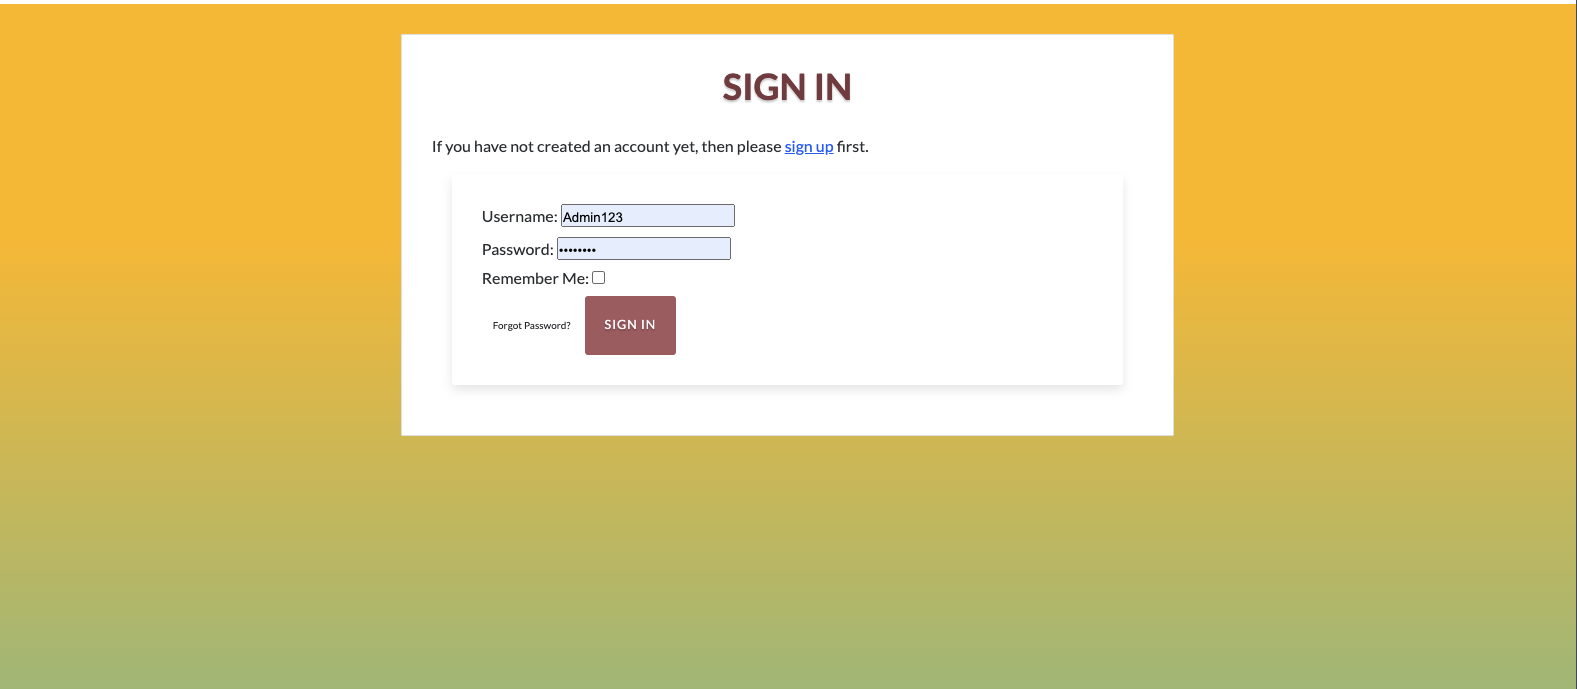 SIGN IN
If you have not created an account yet, then please sign up first.
Username: Admin123
Password: ••••••••
Remember Me:
Forgot Password? SIGN IN